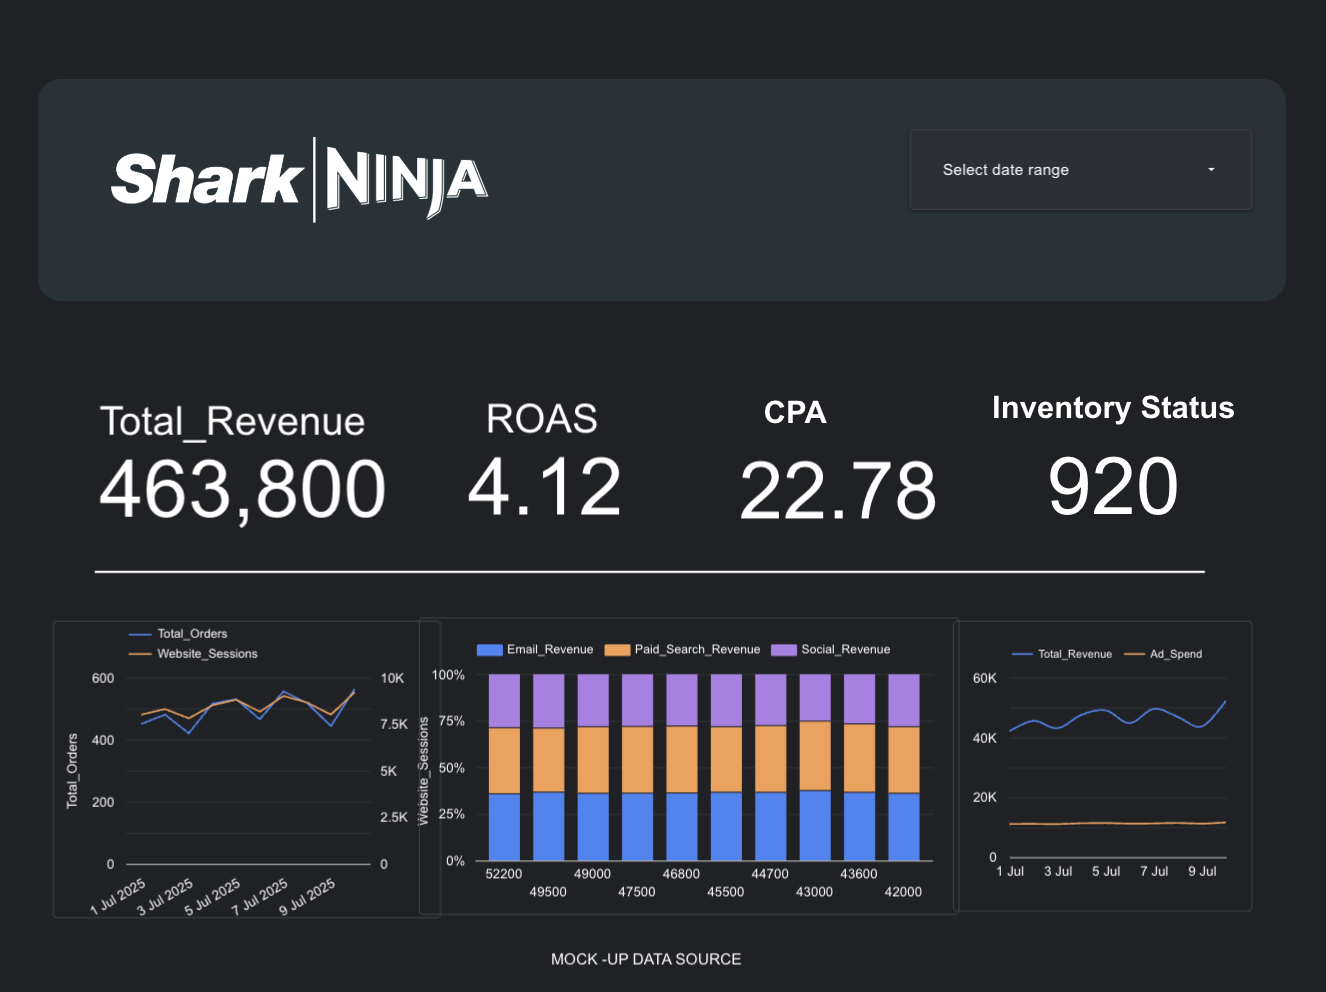 Shark NINJA
Select date range
Total_Revenue
463,800
ROAS
4.12
CPA
22.78
Inventory Status
920
Total_Orders
Website_Sessions
600
400
200
0
10K
7.5K
5K
2.5K
0
Total_Orders
Website_Sessions
1 Jul 2025
3 Jul 2025
5 Jul 2025
7 Jul 2025
9 Jul 2025
Email_Revenue Paid_Search_Revenue Social_Revenue
100%
75%
50%
25%
0%
52200 49000 46800 44700 43600
49500 47500 45500 43000 42000
Total_Revenue Ad_Spend
60K
40K
20K
0
1 Jul 3 Jul 5 Jul 7 Jul 9 Jul
MOCK -UP DATA SOURCE